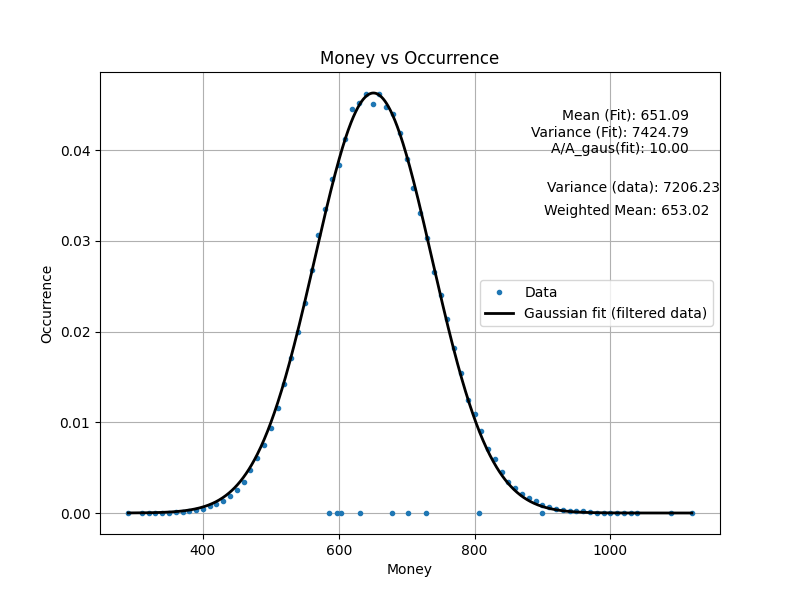 Money vs Occurrence
Mean (Fit): 651.09
Variance (Fit): 7424.79
A/A_gaus(fit): 10.00
Variance (data): 7206.23
Weighted Mean: 653.02
Data
Gaussian fit (filtered data)
Occurrence
0.04
0.03
0.02
0.01
0.00
400 600 800 1000
Money